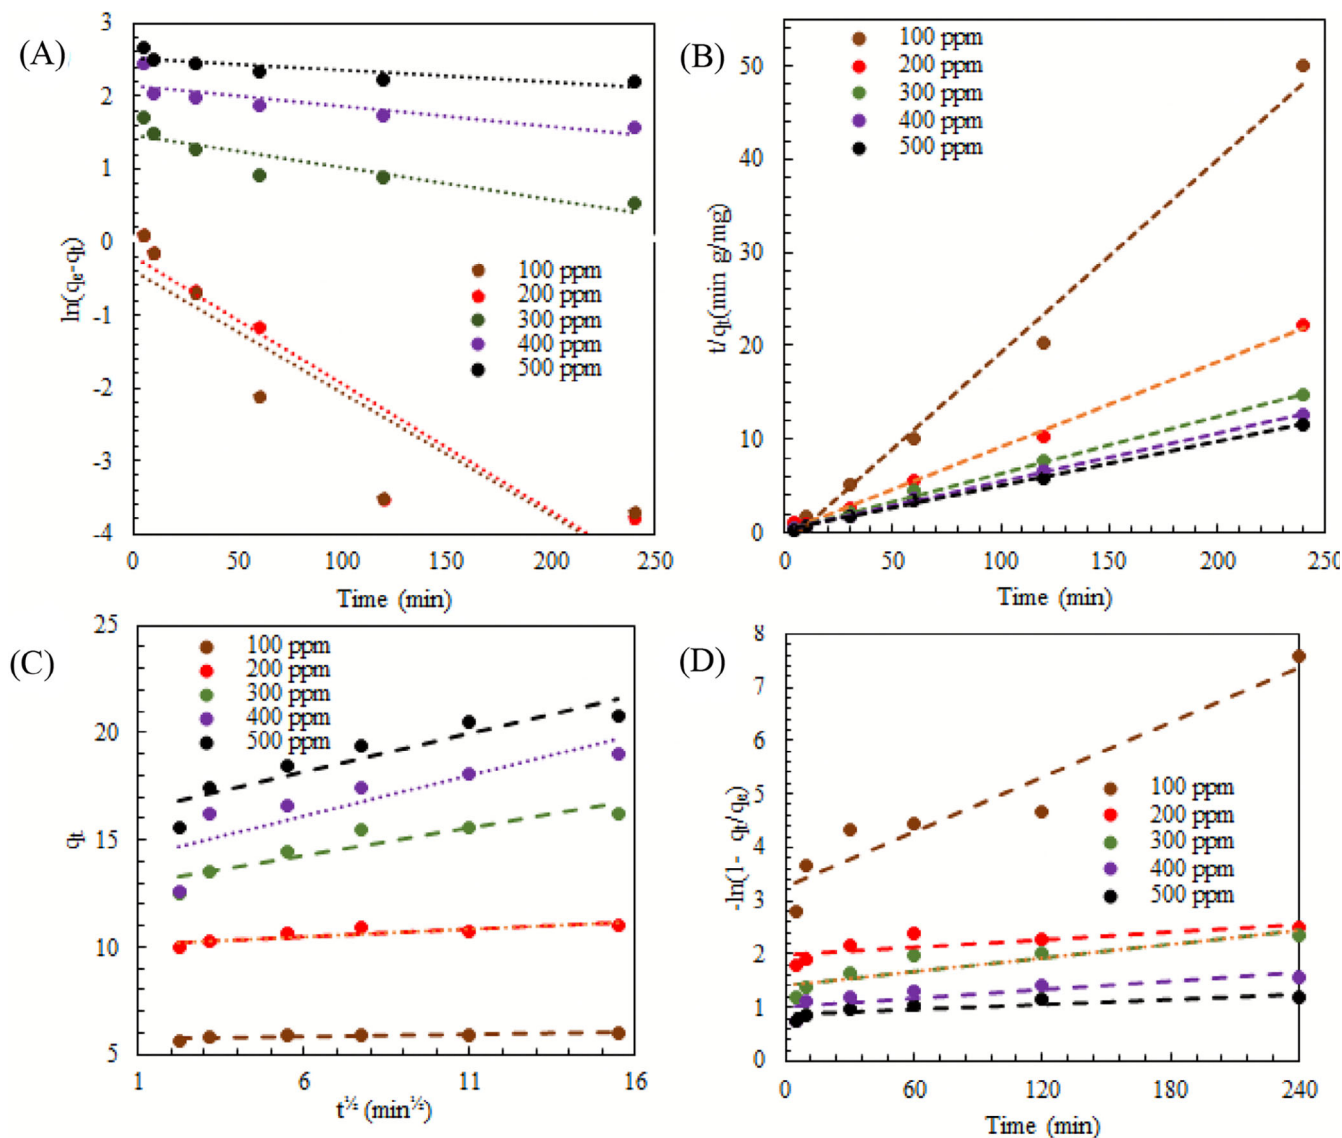 (A)
3
2
1
0
-1
-2
-3
-4
ln(qe-qt)
100 ppm
200 ppm
300 ppm
400 ppm
500 ppm
0 50 100 150 200 250
Time (min)
(B)
50
40
30
20
10
0
t/qt(min g/mg)
100 ppm
200 ppm
300 ppm
400 ppm
500 ppm
0 50 100 150 200 250
Time (min)
(C)
25
20
15
10
5
qt
100 ppm
200 ppm
300 ppm
400 ppm
500 ppm
1 6 11 16
t½ (min½)
(D)
8
7
6
5
4
3
2
1
0
-ln(1- qt/qe)
100 ppm
200 ppm
300 ppm
400 ppm
500 ppm
0 60 120 180 240
Time (min)